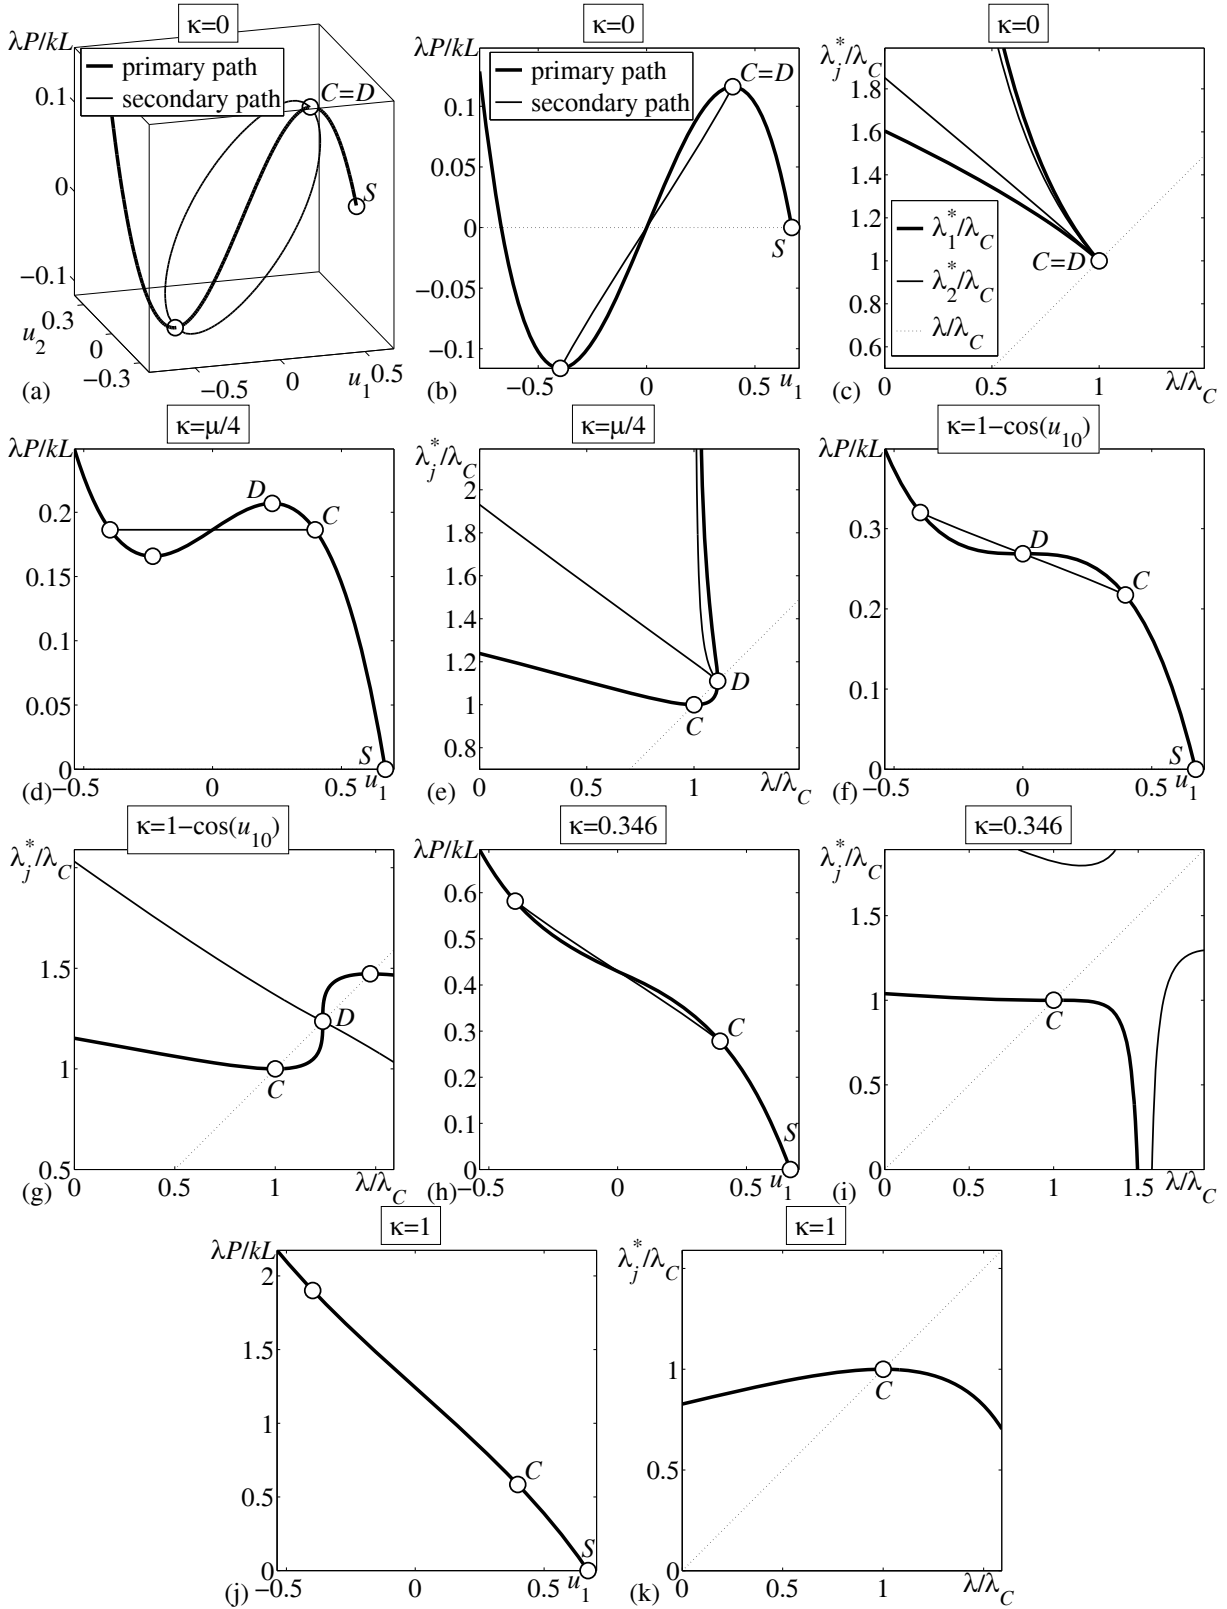 κ=0
λP/kL
primary path
secondary path
C=D
0.1
0
−0.1
S
u2
0.3
0
−0.3
−0.5
0
u1
0.5
(a)
κ=0
λP/kL
primary path
secondary path
C=D
0.1
0.05
0
−0.05
−0.1
S
−0.5
0
0.5
u1
(b)
κ=0
λj*/λC
1.8
1.6
1.4
1.2
1
0.8
0.6
λ1*/λC
λ2*/λC
λ/λC
C=D
0
0.5
1
λ/λC
(c)
κ=μ/4
λP/kL
0.2
0.15
0.1
0.05
0
D
C
S
(d)
−0.5
0
0.5
u1
κ=μ/4
λj*/λC
2
1.8
1.6
1.4
1.2
1
0.8
D
C
(e)
0
1
λ/λC
κ=1−cos(u10)
λP/kL
0.3
0.2
0.1
0
D
C
S
(f)
−0.5
0
0.5
u1
κ=1−cos(u10)
λj*/λC
1.5
1
0.5
D
C
(g)
0
0.5
1
λ/λC
κ=0.346
λP/kL
0.6
0.5
0.4
0.3
0.2
0.1
0
C
S
(h)
−0.5
0
0.5
u1
κ=0.346
λj*/λC
1.5
1
0.5
0
C
(i)
0
0.5
1
1.5
λ/λC
κ=1
λP/kL
2
1.5
1
0.5
0
C
S
(j)
−0.5
0
0.5
u1
κ=1
λj*/λC
1
0.5
0
C
(k)
0
0.5
1
λ/λC